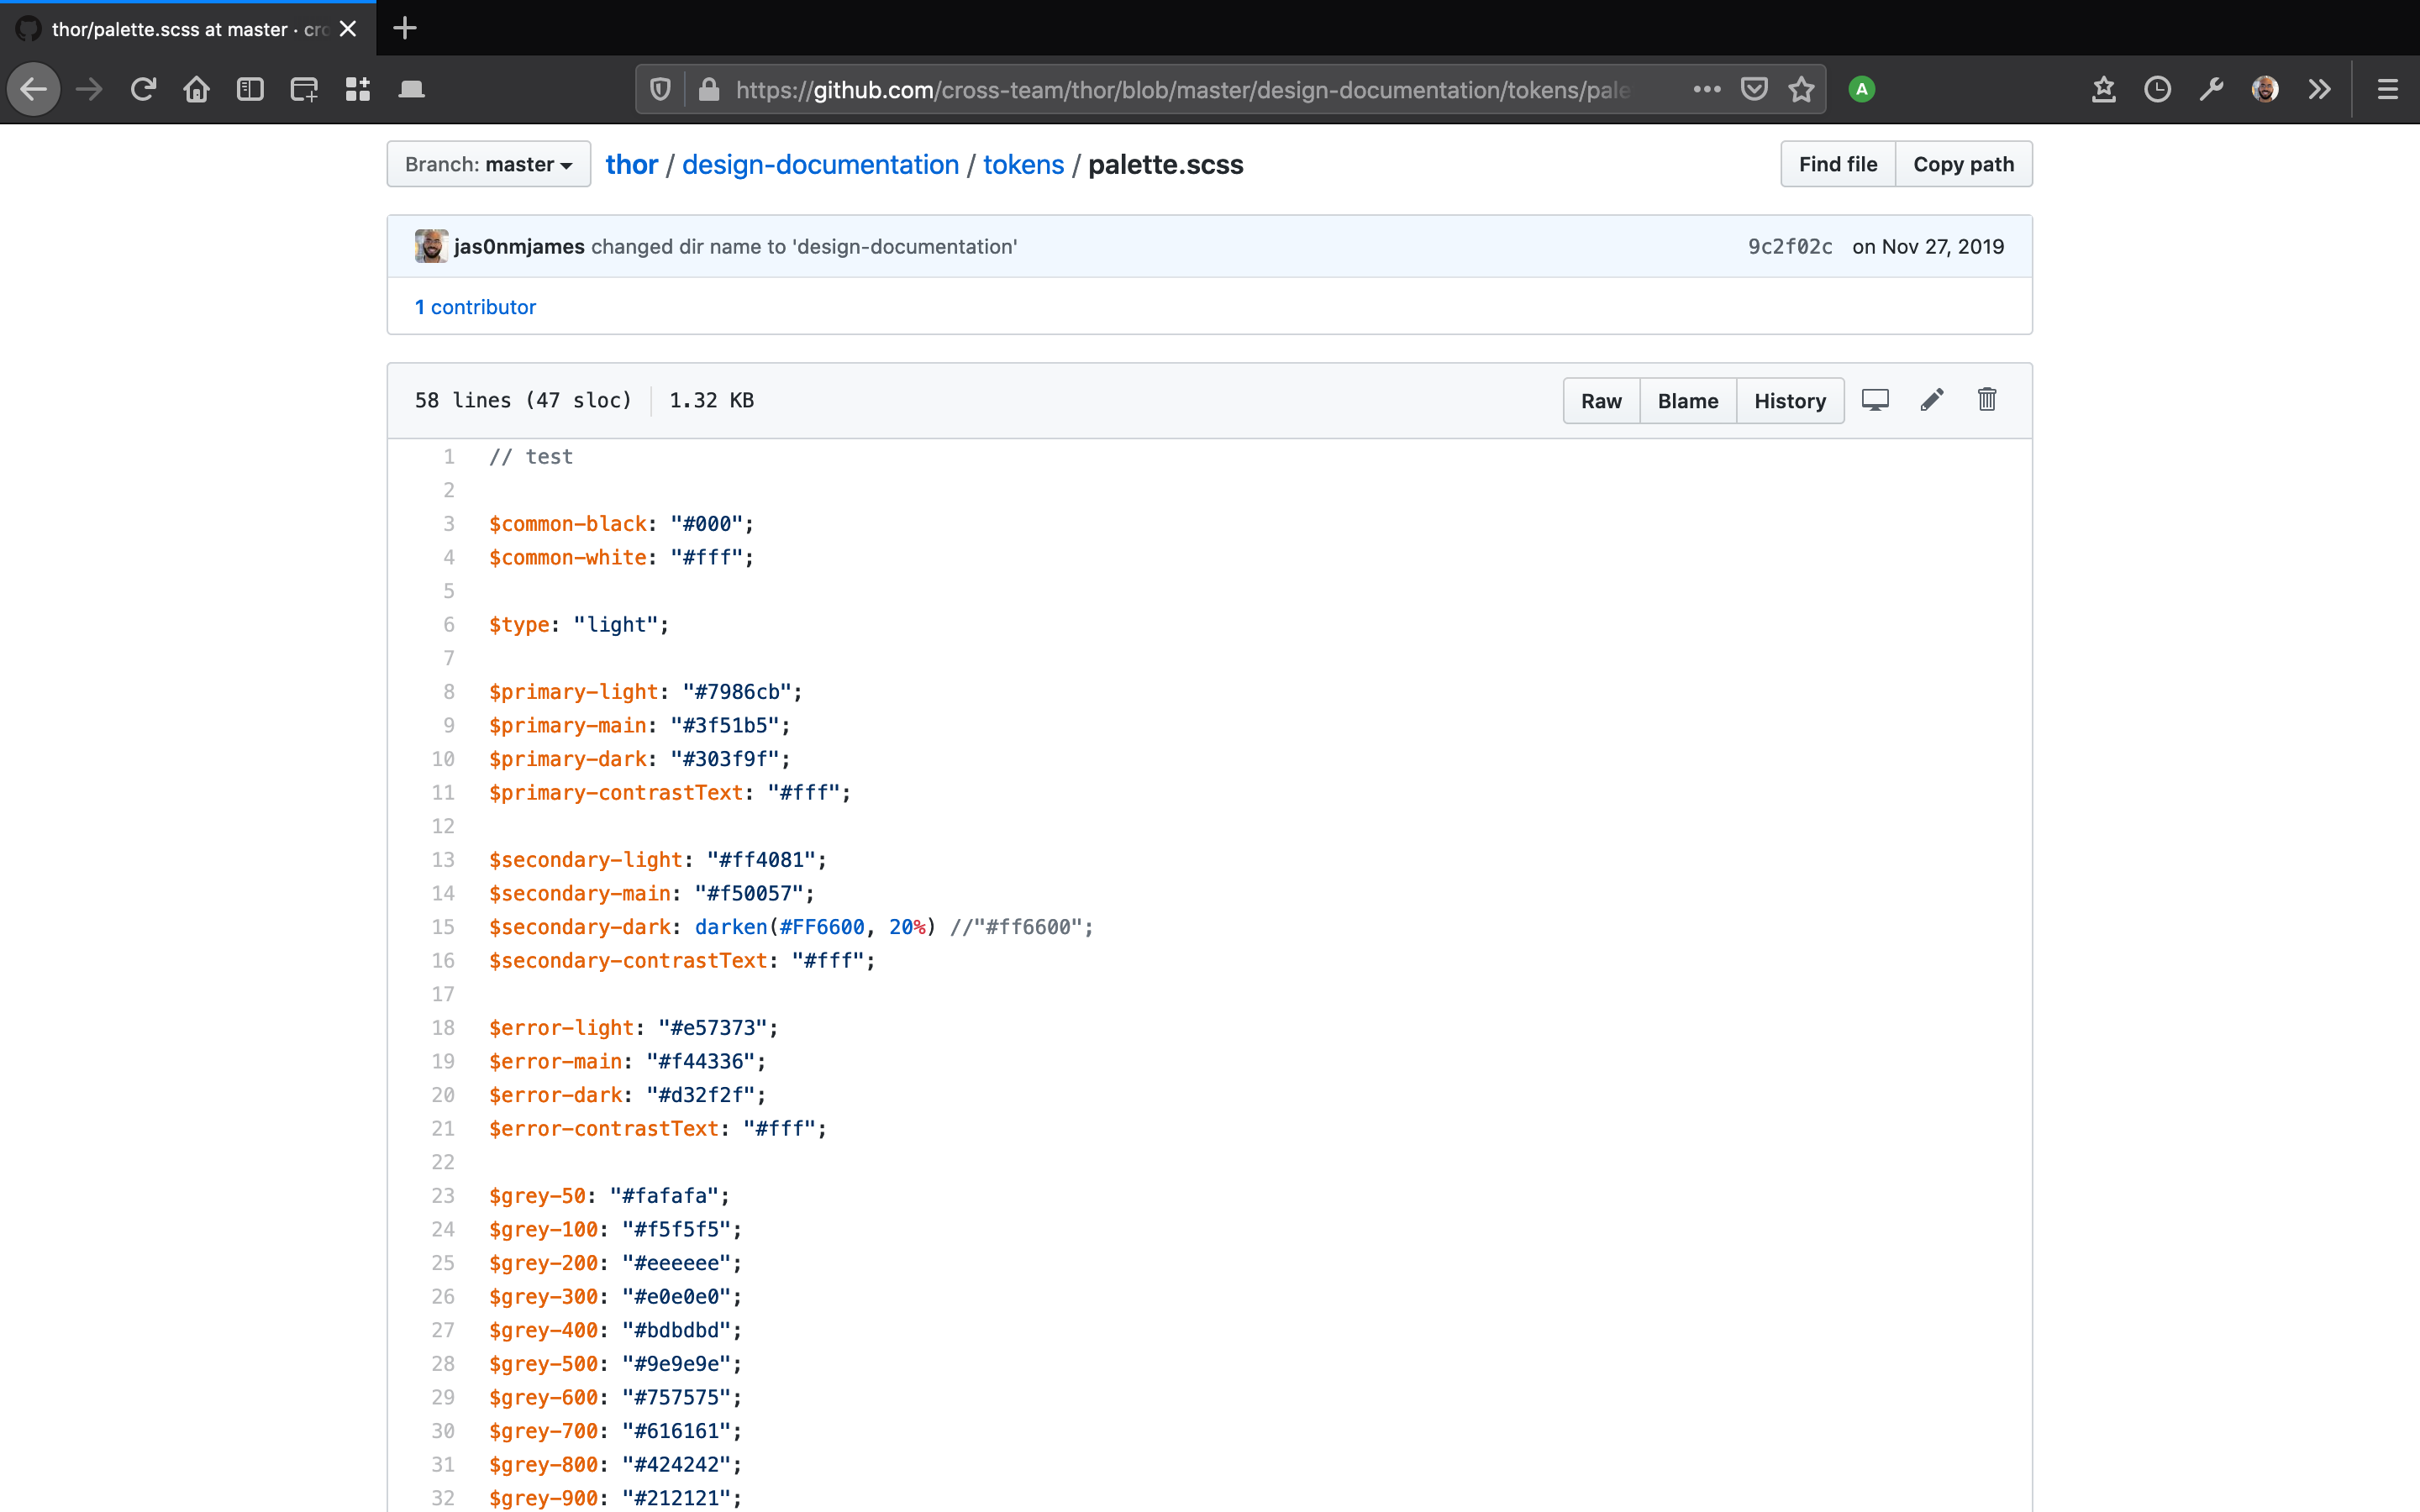 thor/palette.scss at master · cro
https://github.com/cross-team/thor/blob/master/design-documentation/tokens/pale
A
Branch: master
thor / design-documentation / tokens / palette.scss
Find file
Copy path
jas0nmjames changed dir name to 'design-documentation'
9c2f02c on Nov 27, 2019
1 contributor
58 lines (47 sloc) 1.32 KB
Raw
Blame
History
1 // test
2
3 $common-black: "#000";
4 $common-white: "#fff";
5
6 $type: "light";
7
8 $primary-light: "#7986cb";
9 $primary-main: "#3f51b5";
10 $primary-dark: "#303f9f";
11 $primary-contrastText: "#fff";
12
13 $secondary-light: "#ff4081";
14 $secondary-main: "#f50057";
15 $secondary-dark: darken(#FF6600, 20%) //"#ff6600";
16 $secondary-contrastText: "#fff";
17
18 $error-light: "#e57373";
19 $error-main: "#f44336";
20 $error-dark: "#d32f2f";
21 $error-contrastText: "#fff";
22
23 $grey-50: "#fafafa";
24 $grey-100: "#f5f5f5";
25 $grey-200: "#eeeeee";
26 $grey-300: "#e0e0e0";
27 $grey-400: "#bdbdbd";
28 $grey-500: "#9e9e9e";
29 $grey-600: "#757575";
30 $grey-700: "#616161";
31 $grey-800: "#424242";
32 $grey-900: "#212121";